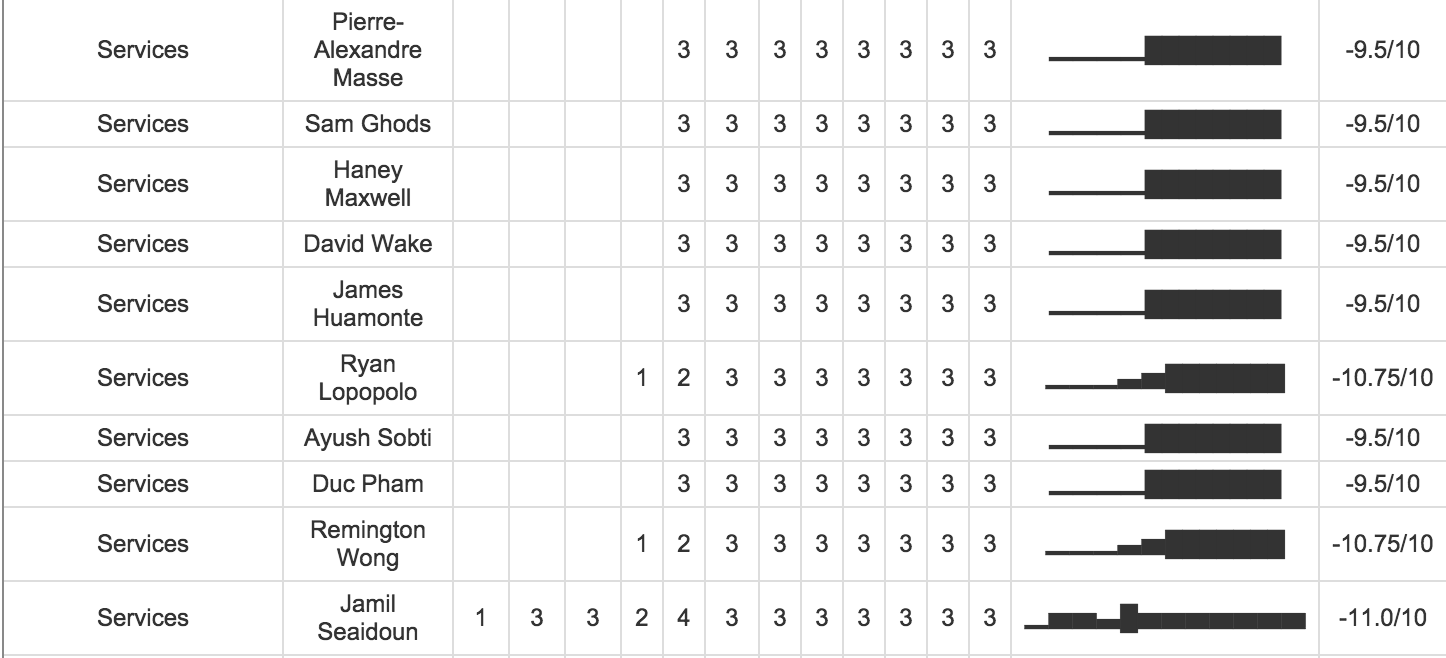 Services Pierre-Alexandre Masse 3 3 3 3 3 3 3 3 -9.5/10
Services Sam Ghods 3 3 3 3 3 3 3 3 -9.5/10
Services Haney Maxwell 3 3 3 3 3 3 3 3 -9.5/10
Services David Wake 3 3 3 3 3 3 3 3 -9.5/10
Services James Huamonte 3 3 3 3 3 3 3 3 -9.5/10
Services Ryan Lopopolo 1 2 3 3 3 3 3 3 3 -10.75/10
Services Ayush Sobti 3 3 3 3 3 3 3 3 -9.5/10
Services Duc Pham 3 3 3 3 3 3 3 3 -9.5/10
Services Remington Wong 1 2 3 3 3 3 3 3 3 -10.75/10
Services Jamil Seaidoun 1 3 3 2 4 3 3 3 3 3 3 3 -11.0/10